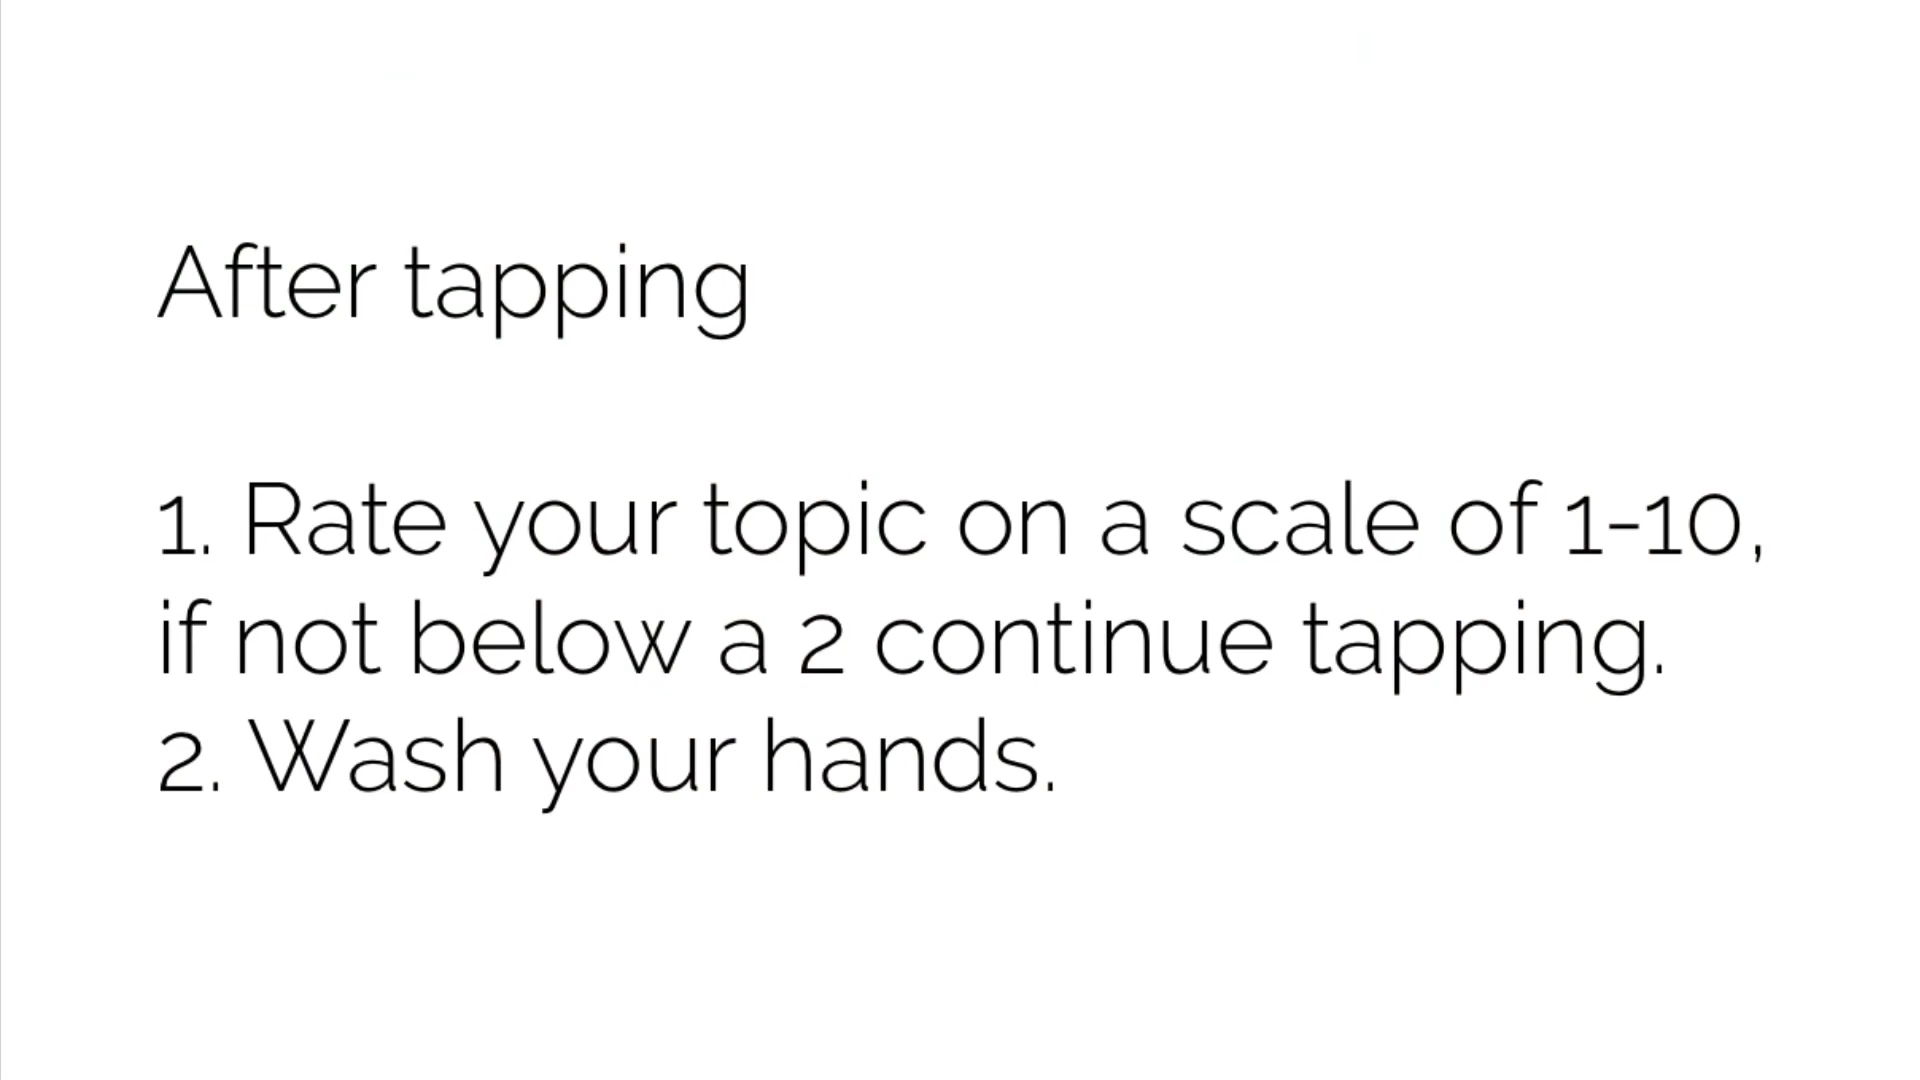 After tapping
1. Rate your topic on a scale of 1-10,
if not below a 2 continue tapping.
2. Wash your hands.